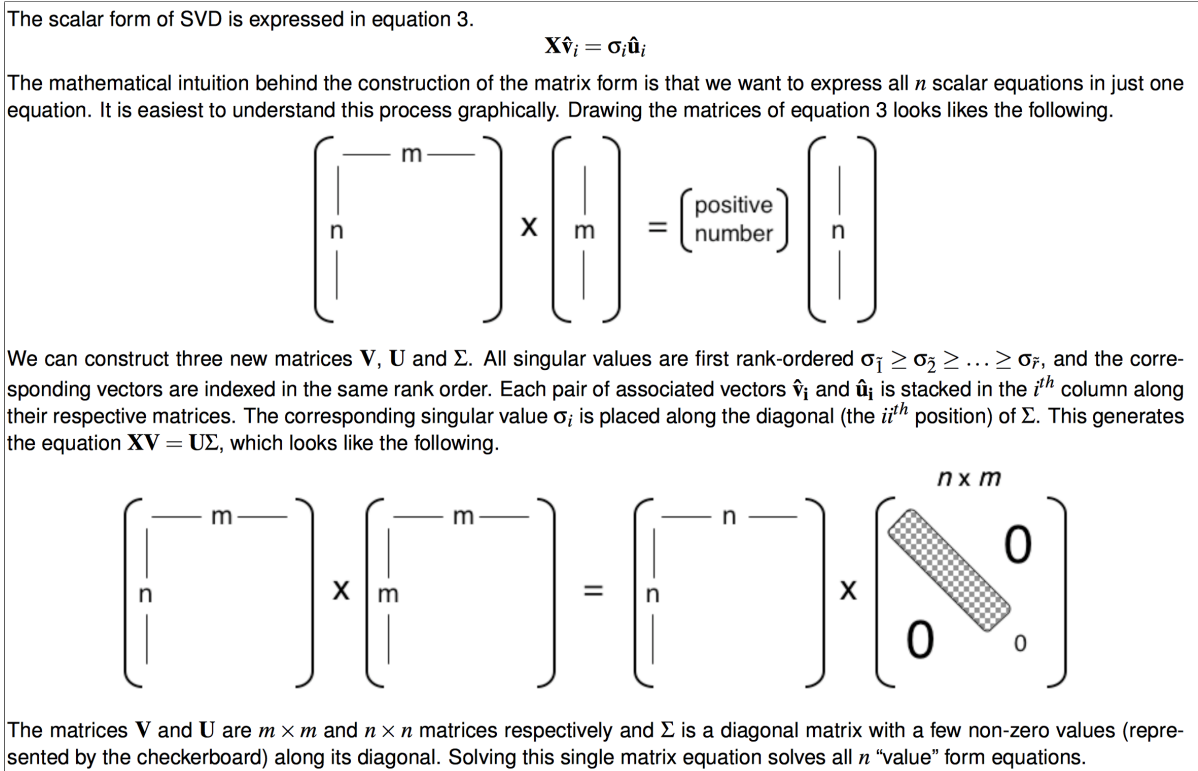 The scalar form of SVD is expressed in equation 3.
Xv̂ᵢ = σᵢûᵢ
The mathematical intuition behind the construction of the matrix form is that we want to express all n scalar equations in just one
equation. It is easiest to understand this process graphically. Drawing the matrices of equation 3 looks likes the following.
m
n
x
m
=
positive
number
n
We can construct three new matrices V, U and Σ. All singular values are first rank-ordered σ₁̃ ≥ σ₂̃ ≥ ... ≥ σᵣ̃, and the corre-
sponding vectors are indexed in the same rank order. Each pair of associated vectors v̂ᵢ and ûᵢ is stacked in the iᵗʰ column along
their respective matrices. The corresponding singular value σᵢ is placed along the diagonal (the iiᵗʰ position) of Σ. This generates
the equation XV = UΣ, which looks like the following.
n x m
m
n
x
m
m
=
n
n
x
0
0
0
The matrices V and U are m × m and n × n matrices respectively and Σ is a diagonal matrix with a few non-zero values (repre-
sented by the checkerboard) along its diagonal. Solving this single matrix equation solves all n “value” form equations.